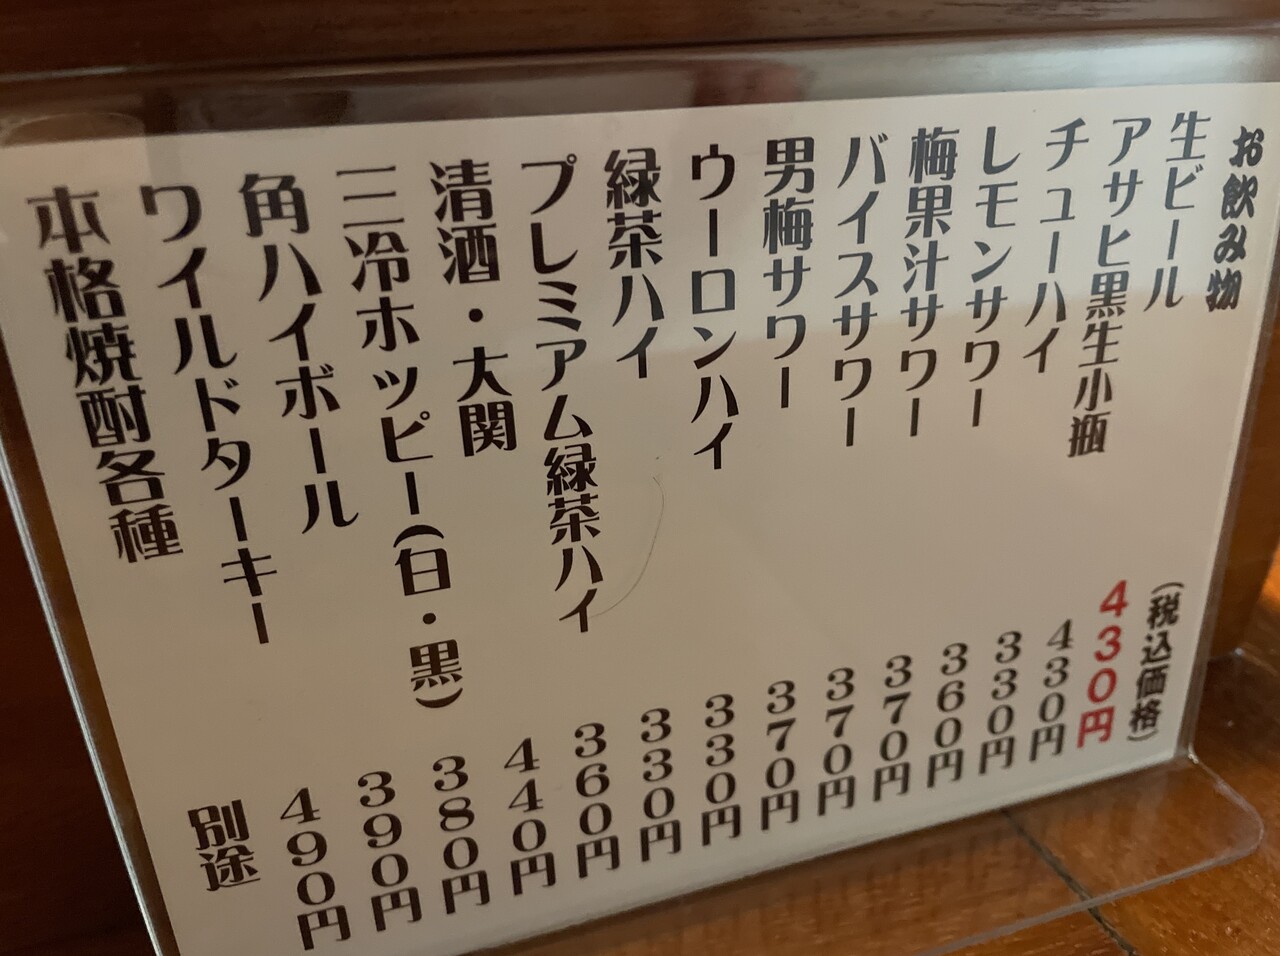 お飲み物 (税込価格)
生ビール 430円
アサヒ黒生小瓶 430円
チューハイ 330円
レモンサワー 360円
梅果汁サワー 370円
バイスサワー 370円
男梅サワー 370円
ウーロンハイ 330円
緑茶ハイ 330円
プレミアム緑茶ハイ 360円
清酒・大関 440円
三冷ホッピー(白・黒) 380円
角ハイボール 390円
ワイルドターキー 490円
本格焼酎各種 別途